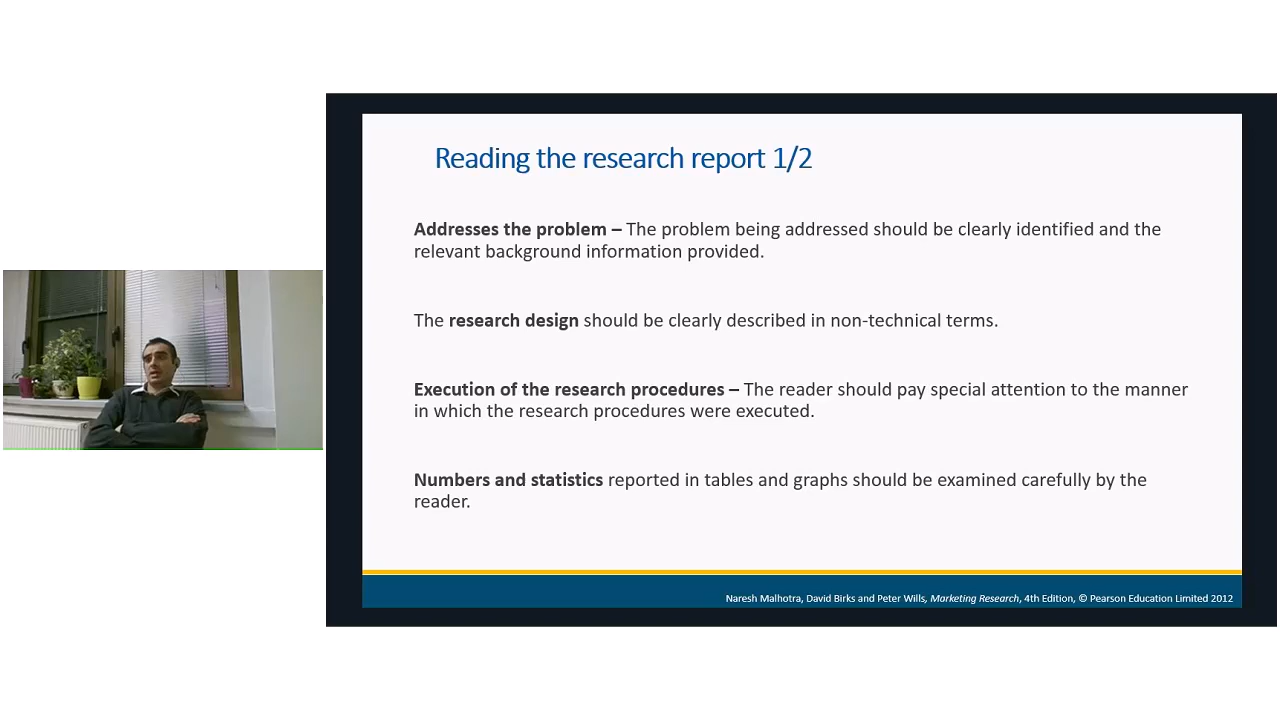 Reading the research report 1/2
Addresses the problem – The problem being addressed should be clearly identified and the
relevant background information provided.
The research design should be clearly described in non-technical terms.
Execution of the research procedures – The reader should pay special attention to the manner
in which the research procedures were executed.
Numbers and statistics reported in tables and graphs should be examined carefully by the
reader.
Naresh Malhotra, David Birks and Peter Wills, Marketing Research, 4th Edition, © Pearson Education Limited 2012